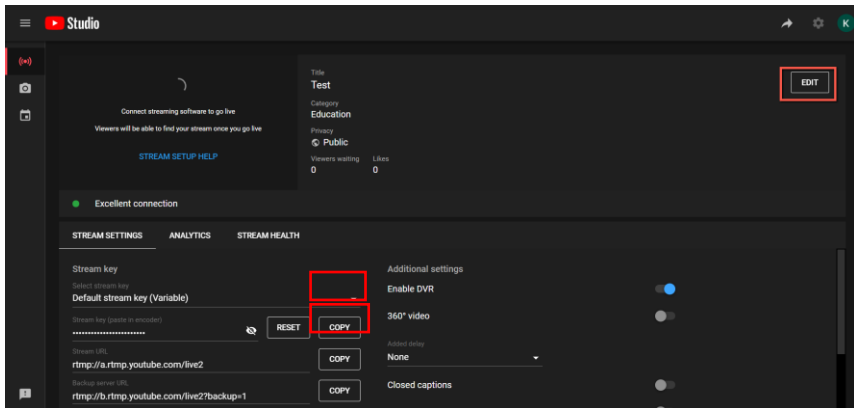 Studio
K
Connect streaming software to go live
Viewers will be able to find your stream once you go live
STREAM SETUP HELP
Title
Test
Category
Education
Privacy
Public
Viewers waiting Likes
0 0
EDIT
Excellent connection
STREAM SETTINGS ANALYTICS STREAM HEALTH
Stream key
Select stream key
Default stream key (Variable)
Stream key (paste in encoder)
••••••••••••••••••••••••
RESET COPY
Stream URL
rtmp://a.rtmp.youtube.com/live2
COPY
Backup server URL
rtmp://b.rtmp.youtube.com/live2?backup=1
COPY
Additional settings
Enable DVR
360° video
Added delay
None
Closed captions